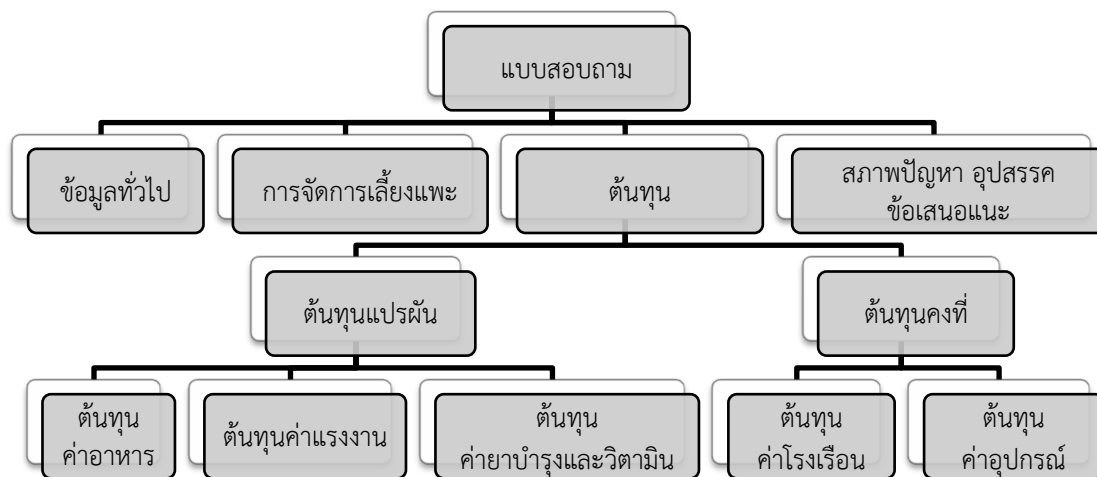 แบบสอบถาม
ข้อมูลทั่วไป
การจัดการเลี้ยงแพะ
ต้นทุน
สภาพปัญหา อุปสรรค
ข้อเสนอแนะ
ต้นทุนแปรผัน
ต้นทุนคงที่
ต้นทุน
ค่าอาหาร
ต้นทุนค่าแรงงาน
ต้นทุน
ค่ายาบำรุงและวิตามิน
ต้นทุน
ค่าโรงเรือน
ต้นทุน
ค่าอุปกรณ์